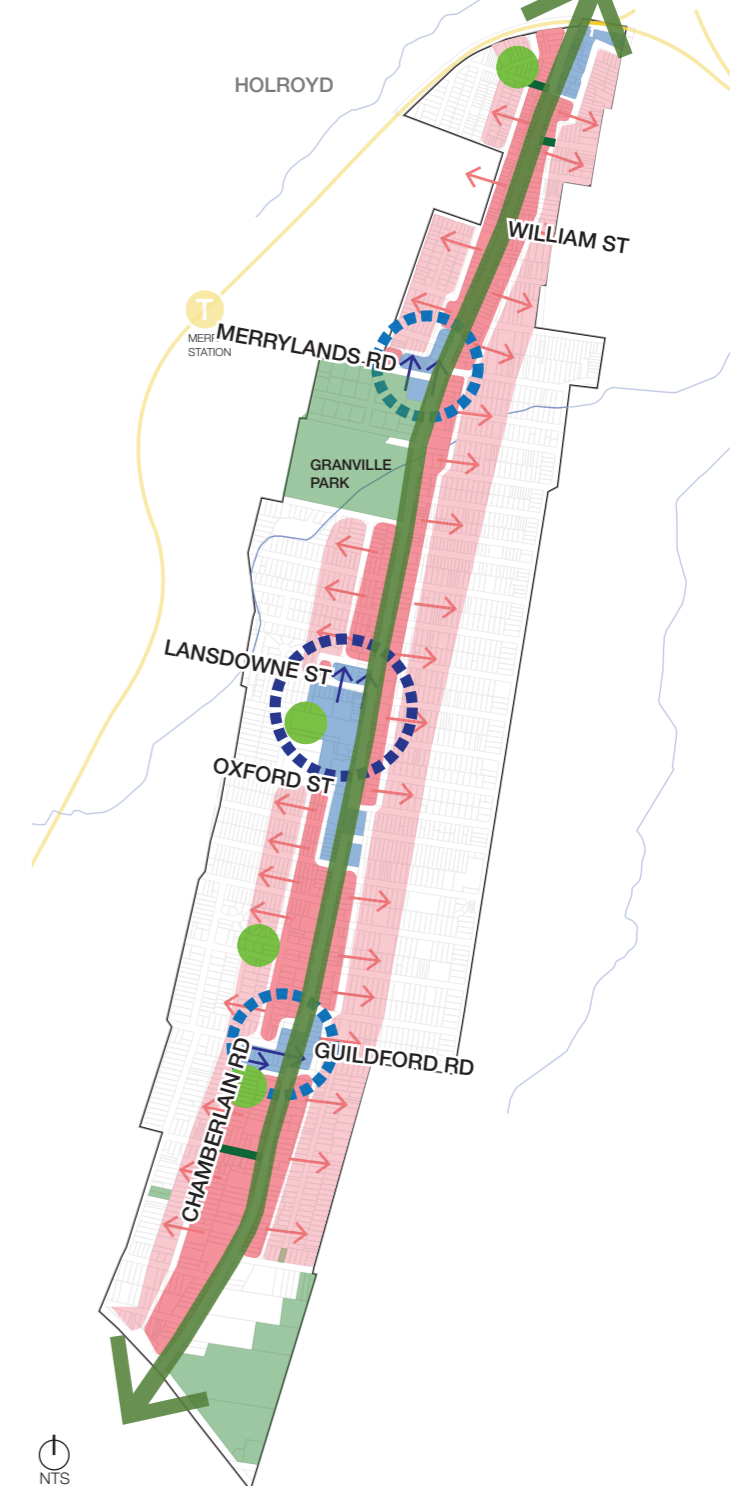 HOLROYD
WILLIAM ST
T
MERRYLANDS RD
STATION
GRANVILLE
PARK
LANSDOWNE ST
OXFORD ST
GUILDFORD RD
CHAMBERLAIN RD
NTS